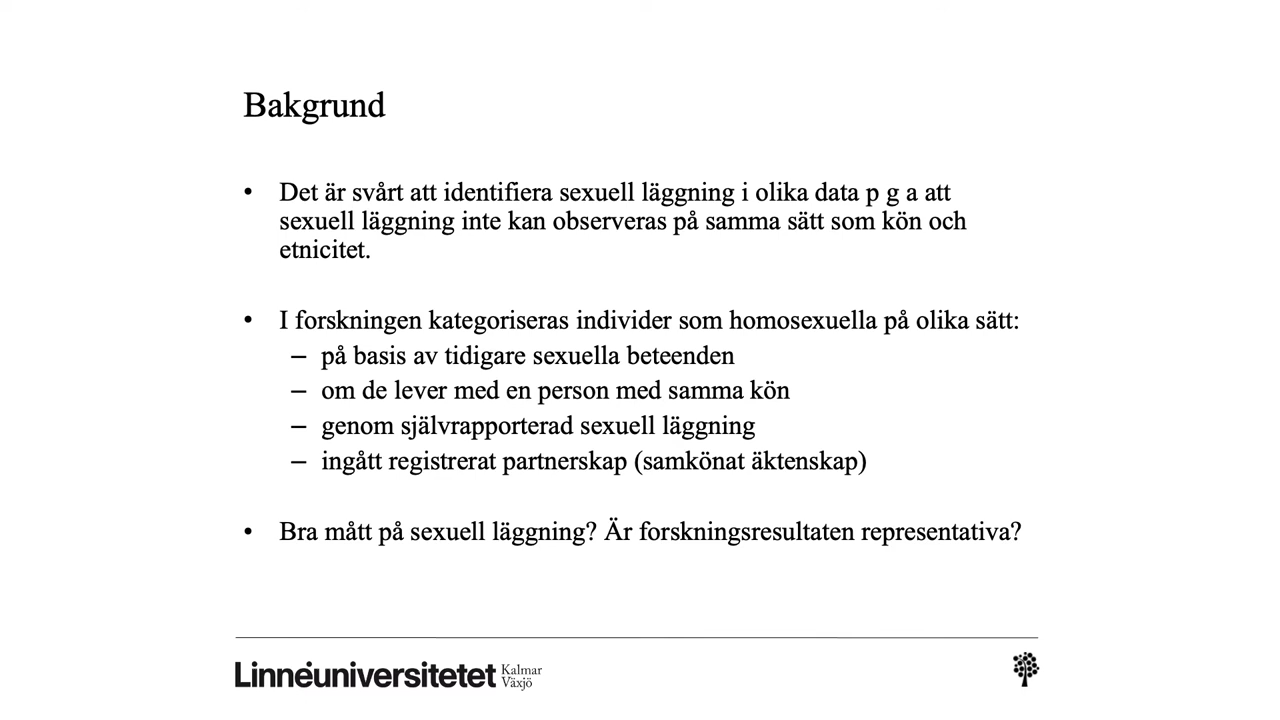 Bakgrund
• Det är svårt att identifiera sexuell läggning i olika data p g a att
sexuell läggning inte kan observeras på samma sätt som kön och
etnicitet.
• I forskningen kategoriseras individer som homosexuella på olika sätt:
– på basis av tidigare sexuella beteenden
– om de lever med en person med samma kön
– genom självrapporterad sexuell läggning
– ingått registrerat partnerskap (samkönat äktenskap)
• Bra mått på sexuell läggning? Är forskningsresultaten representativa?
Linnéuniversitetet Kalmar
Växjö